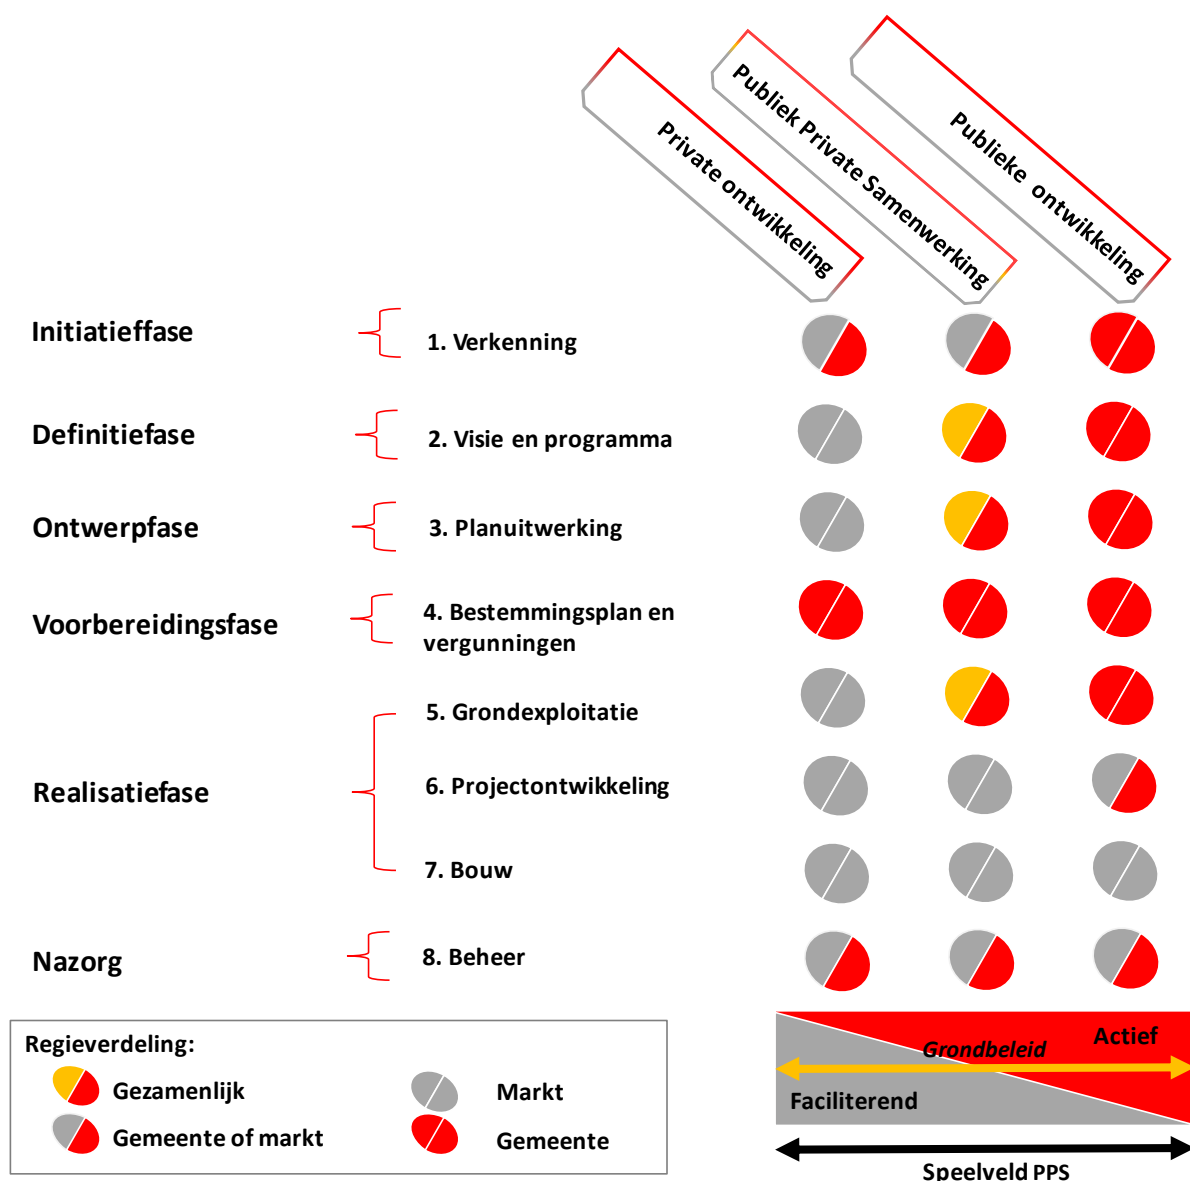 Private ontwikkeling
Publiek Private Samenwerking
Publieke ontwikkeling
Initiatieffase
1. Verkenning
Definitiefase
2. Visie en programma
Ontwerpfase
3. Planuitwerking
Voorbereidingsfase
4. Bestemmingsplan en
vergunningen
5. Grondexploitatie
Realisatiefase
6. Projectontwikkeling
7. Bouw
Nazorg
8. Beheer
Regieverdeling:
Gezamenlijk
Markt
Gemeente of markt
Gemeente
Actief
Grondbeleid
Faciliterend
Speelveld PPS